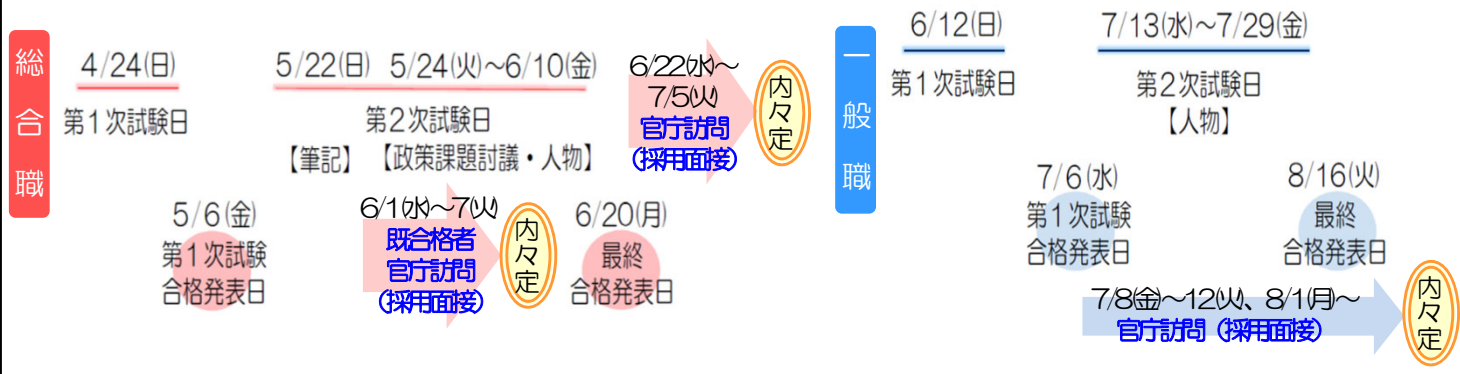 総合職
4/24(日)
第1次試験日
5/22(日) 5/24(火)～6/10(金)
第2次試験日
【筆記】 【政策課題討議・人物】
6/22(水)～
7/5(火)
官庁訪問
(採用面接)
内々定
5/6(金)
第1次試験
合格発表日
6/1(水)～7(火)
既合格者
官庁訪問
(採用面接)
内々定
6/20(月)
最終
合格発表日
一般職
6/12(日)
第1次試験日
7/13(水)～7/29(金)
第2次試験日
【人物】
7/6(水)
第1次試験
合格発表日
8/16(火)
最終
合格発表日
7/8(金)～12(火)、8/1(月)～
官庁訪問（採用面接）
内々定